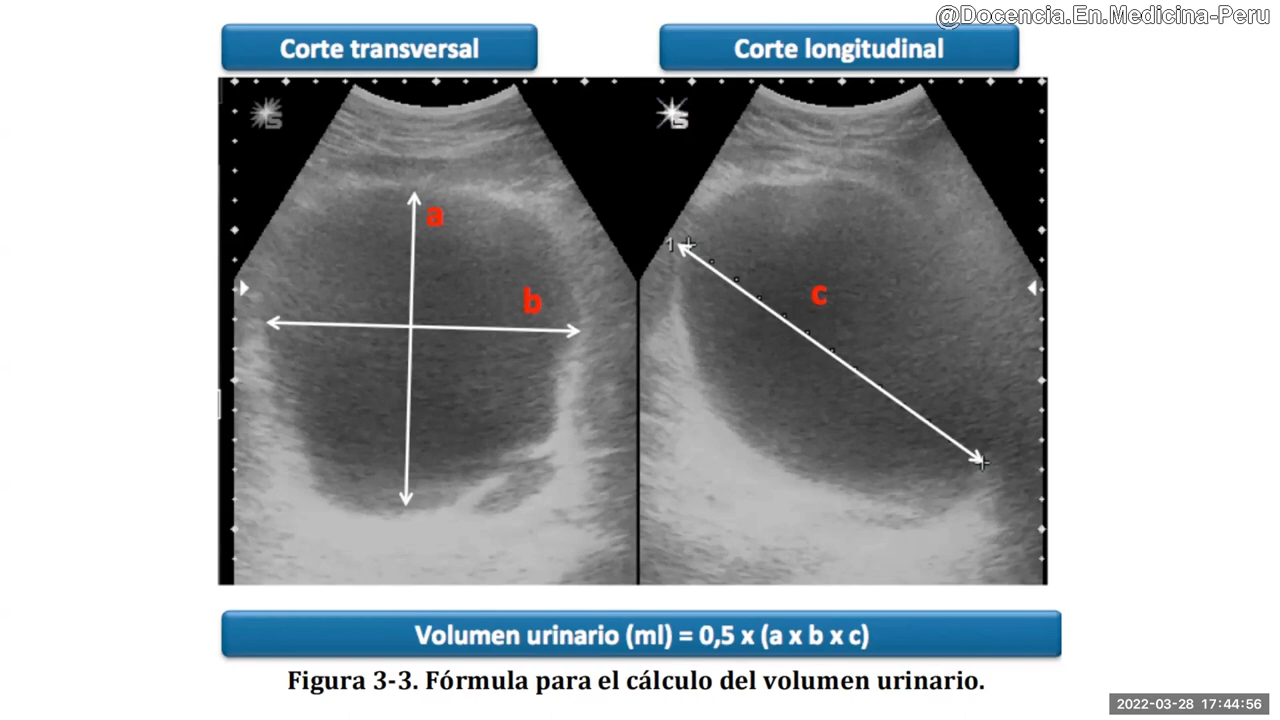 @Docencia.En.Medicina-Peru
Corte transversal
Corte longitudinal
S
S
a
b
1
c
Volumen urinario (ml) = 0,5 x (a x b x c)
Figura 3-3. Fórmula para el cálculo del volumen urinario.
2022-03-28 17:44:56